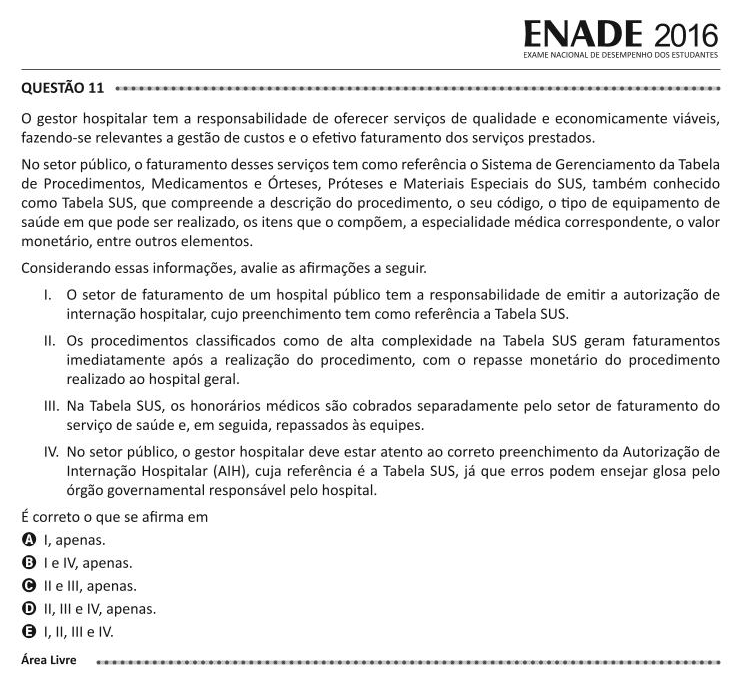 ENADE 2016
EXAME NACIONAL DE DESEMPENHO DOS ESTUDANTES
QUESTÃO 11
O gestor hospitalar tem a responsabilidade de oferecer serviços de qualidade e economicamente viáveis,
fazendo-se relevantes a gestão de custos e o efetivo faturamento dos serviços prestados.
No setor público, o faturamento desses serviços tem como referência o Sistema de Gerenciamento da Tabela
de Procedimentos, Medicamentos e Órteses, Próteses e Materiais Especiais do SUS, também conhecido
como Tabela SUS, que compreende a descrição do procedimento, o seu código, o tipo de equipamento de
saúde em que pode ser realizado, os itens que o compõem, a especialidade médica correspondente, o valor
monetário, entre outros elementos.
Considerando essas informações, avalie as afirmações a seguir.
I. O setor de faturamento de um hospital público tem a responsabilidade de emitir a autorização de
internação hospitalar, cujo preenchimento tem como referência a Tabela SUS.
II. Os procedimentos classificados como de alta complexidade na Tabela SUS geram faturamentos
imediatamente após a realização do procedimento, com o repasse monetário do procedimento
realizado ao hospital geral.
III. Na Tabela SUS, os honorários médicos são cobrados separadamente pelo setor de faturamento do
serviço de saúde e, em seguida, repassados às equipes.
IV. No setor público, o gestor hospitalar deve estar atento ao correto preenchimento da Autorização de
Internação Hospitalar (AIH), cuja referência é a Tabela SUS, já que erros podem ensejar glosa pelo
órgão governamental responsável pelo hospital.
É correto o que se afirma em
A I, apenas.
B I e IV, apenas.
C II e III, apenas.
D II, III e IV, apenas.
E I, II, III e IV.
Área Livre